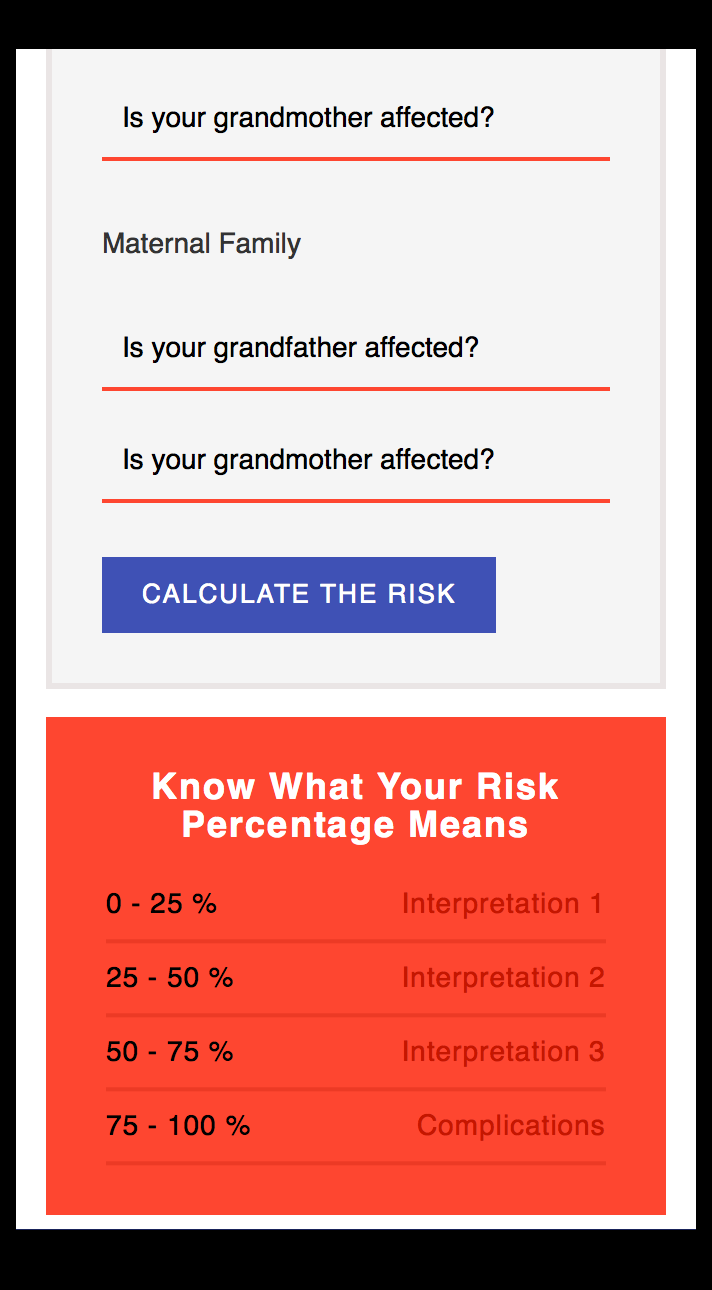 Is your grandmother affected?
Maternal Family
Is your grandfather affected?
Is your grandmother affected?
CALCULATE THE RISK
Know What Your Risk
Percentage Means
0 - 25 % Interpretation 1
25 - 50 % Interpretation 2
50 - 75 % Interpretation 3
75 - 100 % Complications